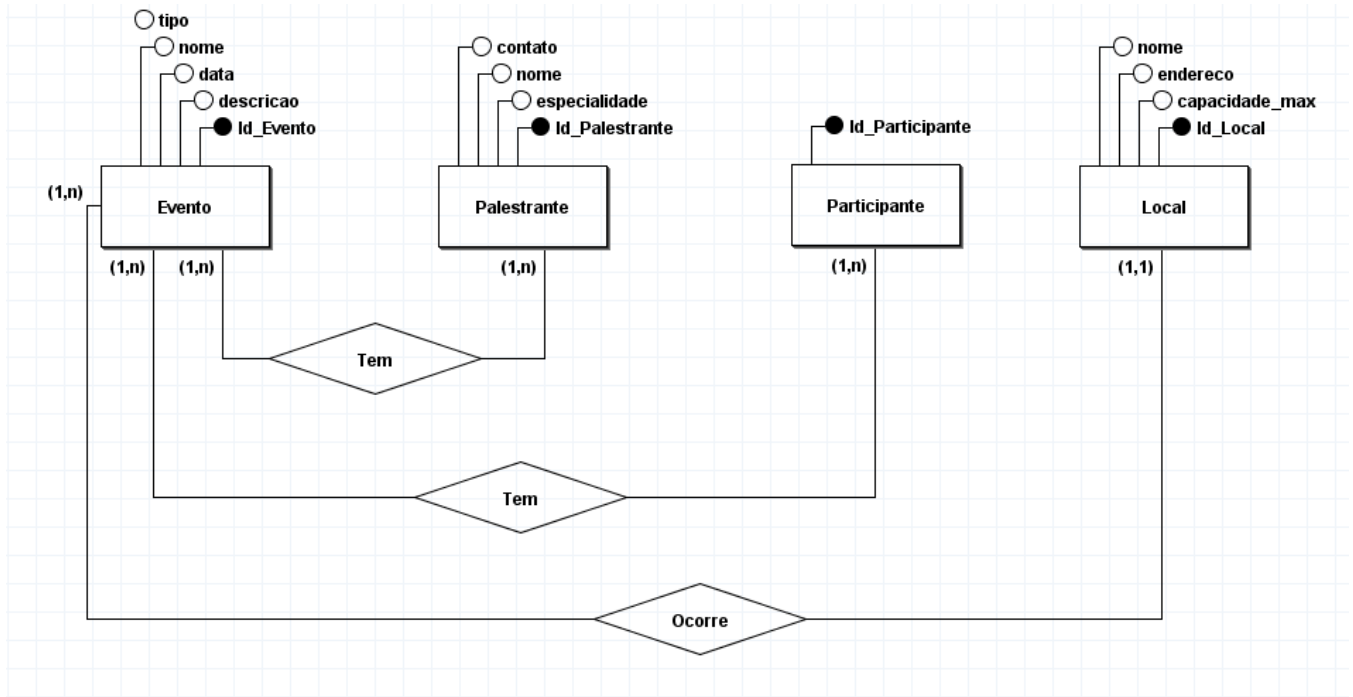 tipo
nome
data
descricao
Id_Evento
contato
nome
especialidade
Id_Palestrante
Id_Participante
nome
endereco
capacidade_max
Id_Local
(1,n)
Evento
Palestrante
Participante
Local
(1,n)
(1,n)
(1,n)
(1,n)
(1,1)
Tem
Tem
Ocorre